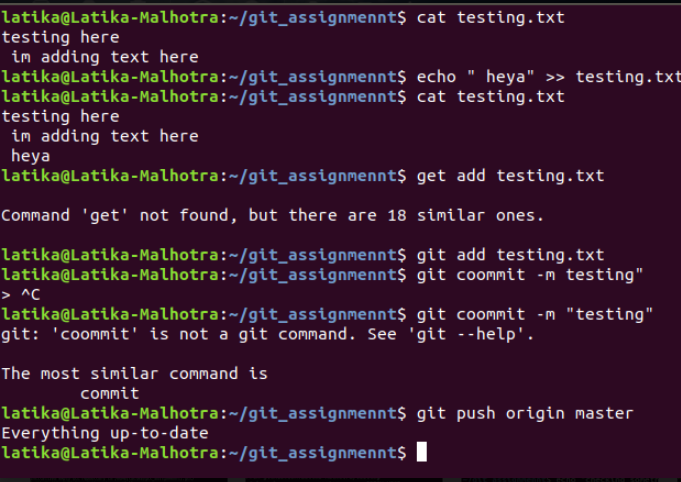 latika@Latika-Malhotra:~/git_assignmennt$ cat testing.txt
testing here
 im adding text here
latika@Latika-Malhotra:~/git_assignmennt$ echo " heya" >> testing.txt
latika@Latika-Malhotra:~/git_assignmennt$ cat testing.txt
testing here
 im adding text here
 heya
latika@Latika-Malhotra:~/git_assignmennt$ get add testing.txt
Command 'get' not found, but there are 18 similar ones.
latika@Latika-Malhotra:~/git_assignmennt$ git add testing.txt
latika@Latika-Malhotra:~/git_assignmennt$ git coommit -m testing"
> ^C
latika@Latika-Malhotra:~/git_assignmennt$ git coommit -m "testing"
git: 'coommit' is not a git command. See 'git --help'.
The most similar command is
        commit
latika@Latika-Malhotra:~/git_assignmennt$ git push origin master
Everything up-to-date
latika@Latika-Malhotra:~/git_assignmennt$